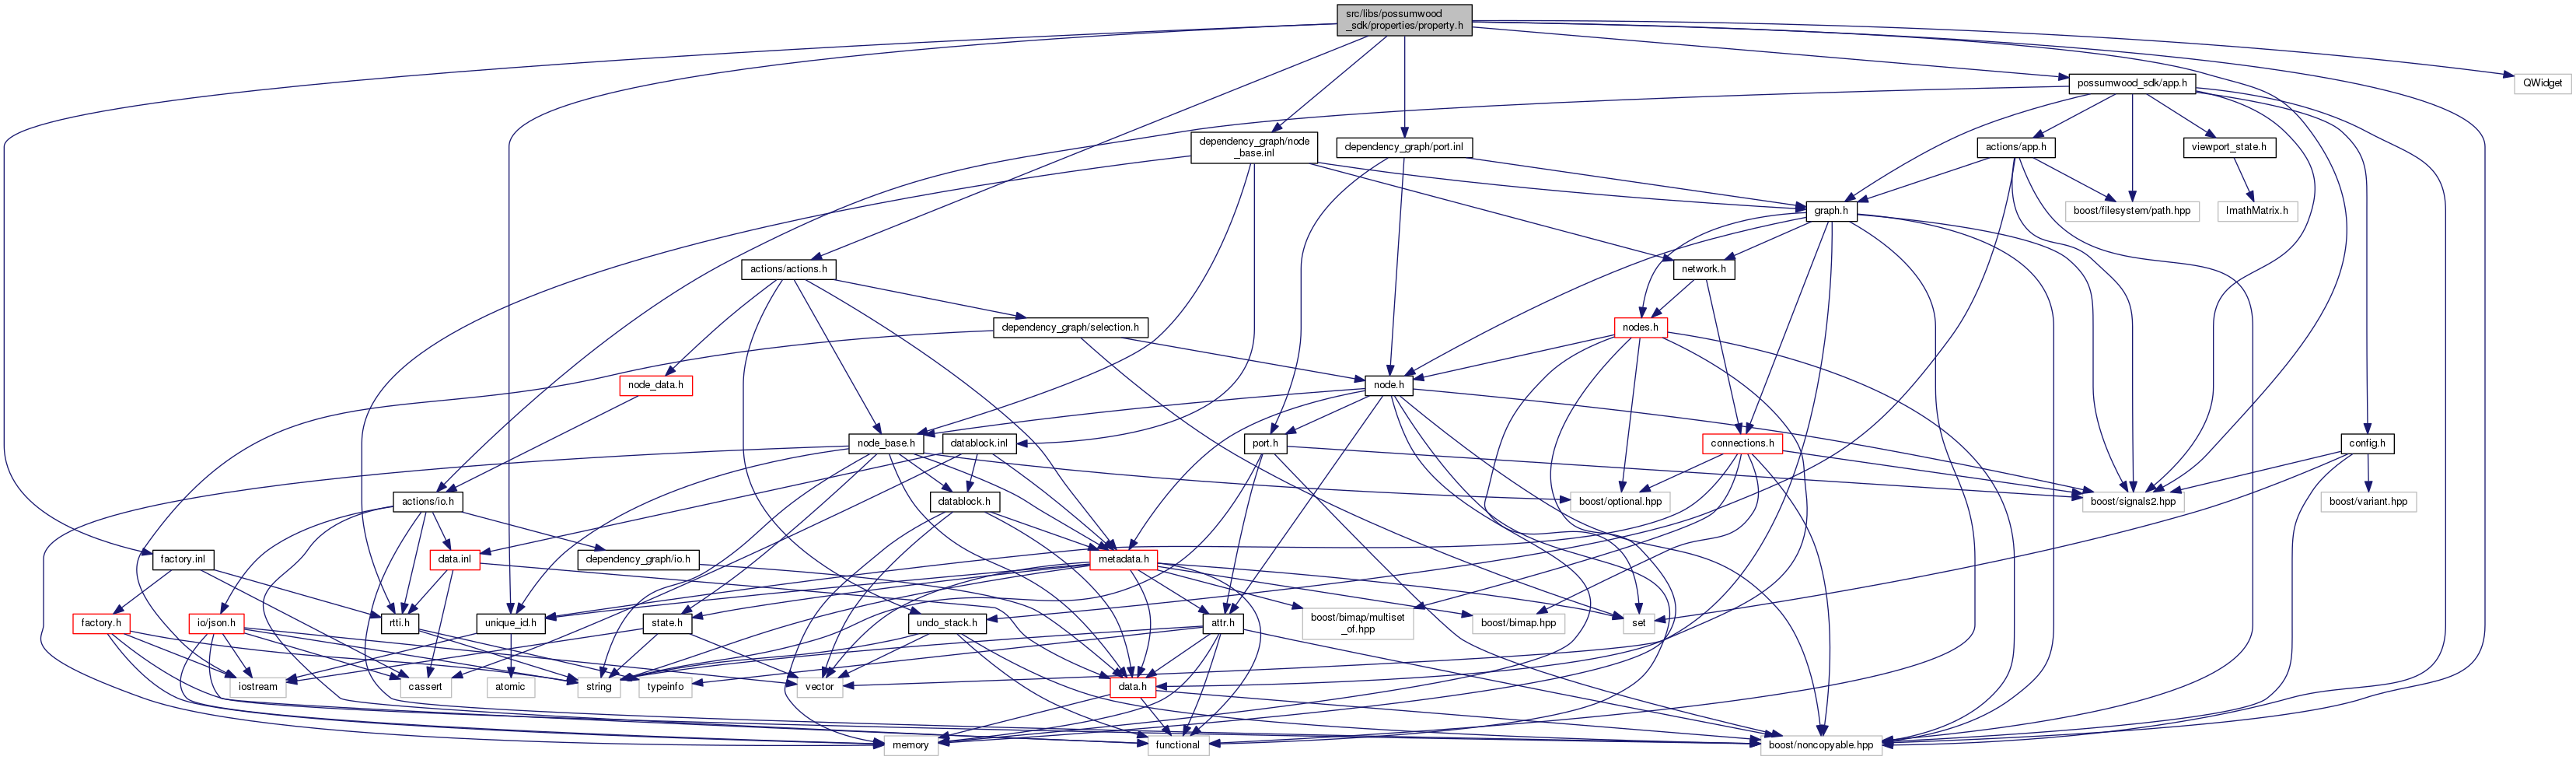 src/libs/possumwood
_sdk/properties/property.h
possumwood_sdk/app.h
QWidget
dependency_graph/node
_base.inl
dependency_graph/port.inl
actions/app.h
viewport_state.h
graph.h
boost/filesystem/path.hpp
ImathMatrix.h
actions/actions.h
network.h
dependency_graph/selection.h
nodes.h
node_data.h
node.h
node_base.h
datablock.inl
port.h
connections.h
config.h
actions/io.h
datablock.h
boost/optional.hpp
boost/signals2.hpp
boost/variant.hpp
factory.inl
data.inl
dependency_graph/io.h
metadata.h
factory.h
io/json.h
rtti.h
unique_id.h
state.h
undo_stack.h
attr.h
boost/bimap/multiset
_of.hpp
boost/bimap.hpp
set
iostream
cassert
atomic
string
typeinfo
vector
data.h
memory
functional
boost/noncopyable.hpp